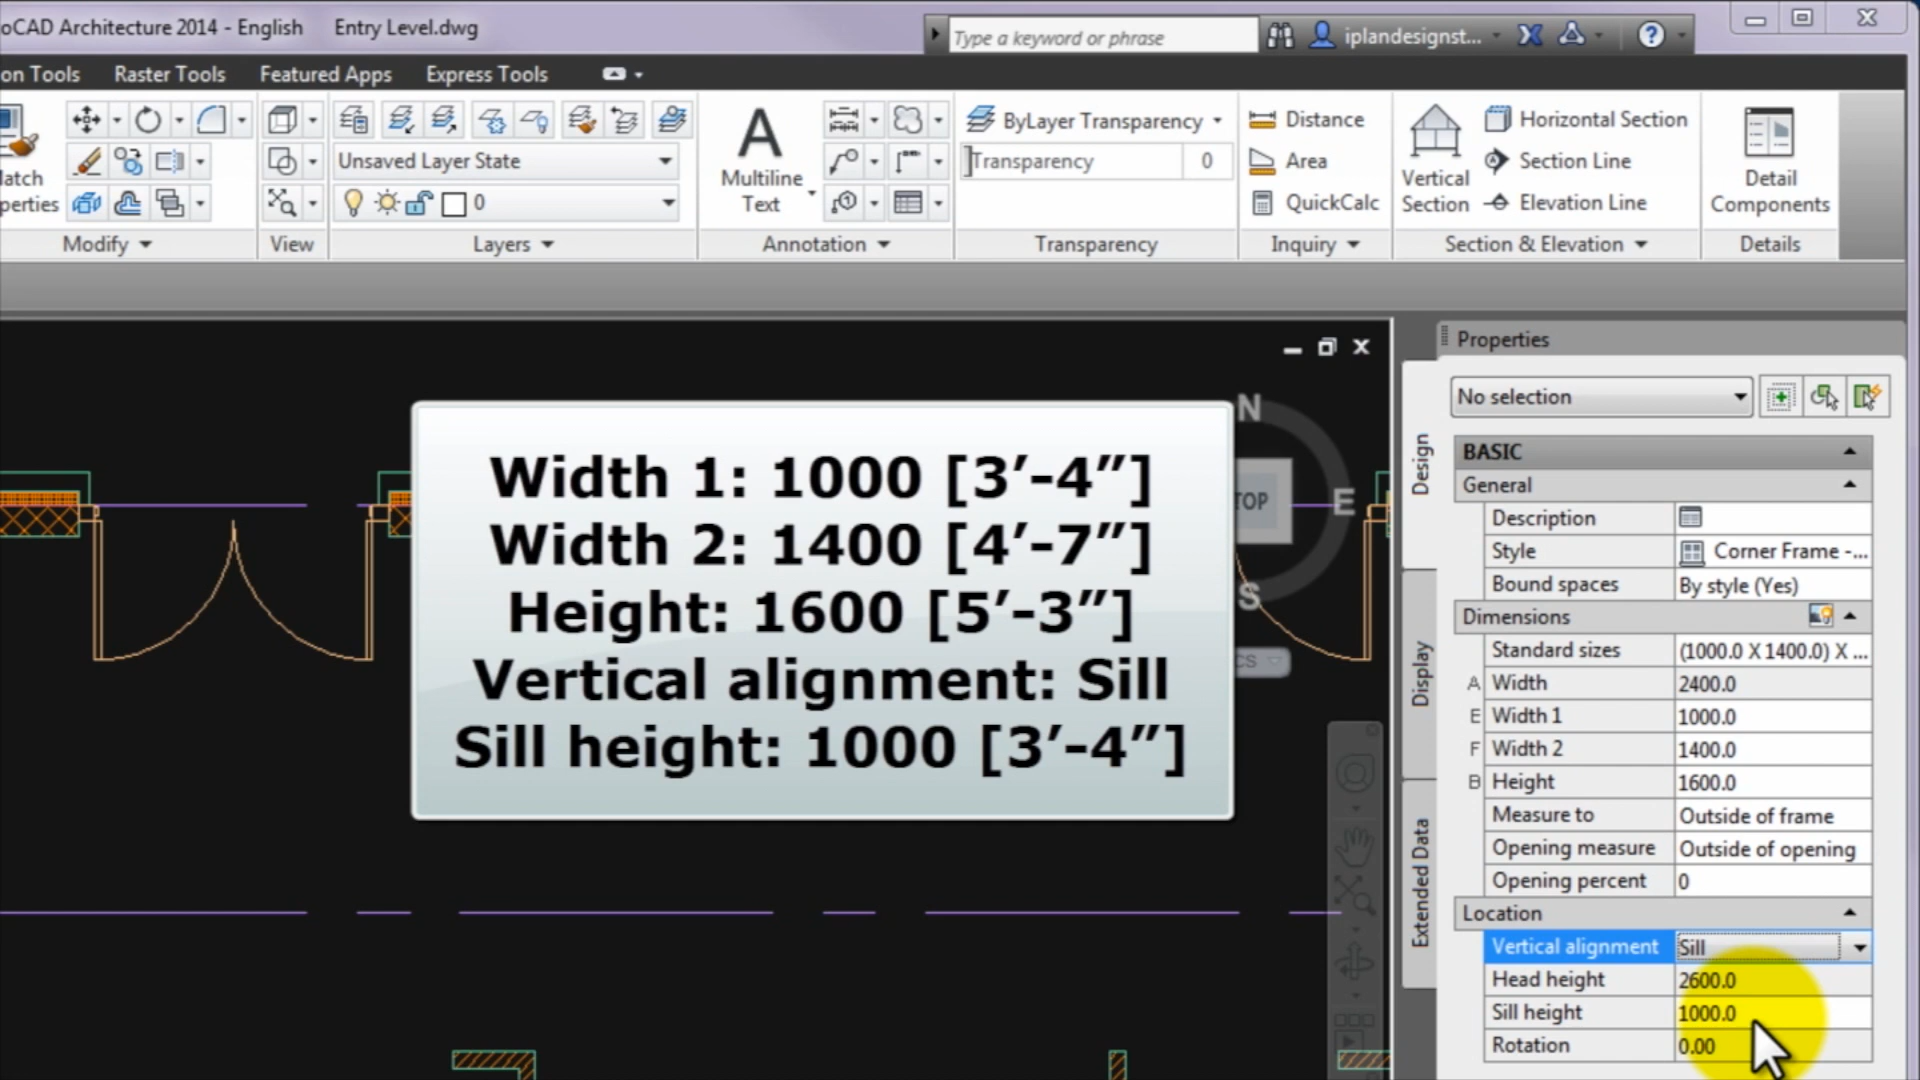 oCAD Architecture 2014 - English Entry Level.dwg
Type a keyword or phrase
iplandesignst...
on Tools Raster Tools Featured Apps Express Tools
Match
Properties
Modify
View
Unsaved Layer State
0
Layers
Multiline
Text
Annotation
ByLayer Transparency
Transparency 0
Transparency
Distance
Area
QuickCalc
Inquiry
Vertical
Section
Horizontal Section
Section Line
Elevation Line
Section & Elevation
Detail
Components
Details
N
TOP
E
S
CS
Width 1: 1000 [3’-4”]
Width 2: 1400 [4’-7”]
Height: 1600 [5’-3”]
Vertical alignment: Sill
Sill height: 1000 [3’-4”]
Properties
No selection
Design
Display
Extended Data
BASIC
General
Description
Style Corner Frame -...
Bound spaces By style (Yes)
Dimensions
Standard sizes (1000.0 X 1400.0) X ...
A Width 2400.0
E Width 1 1000.0
F Width 2 1400.0
B Height 1600.0
Measure to Outside of frame
Opening measure Outside of opening
Opening percent 0
Location
Vertical alignment Sill
Head height 2600.0
Sill height 1000.0
Rotation 0.00